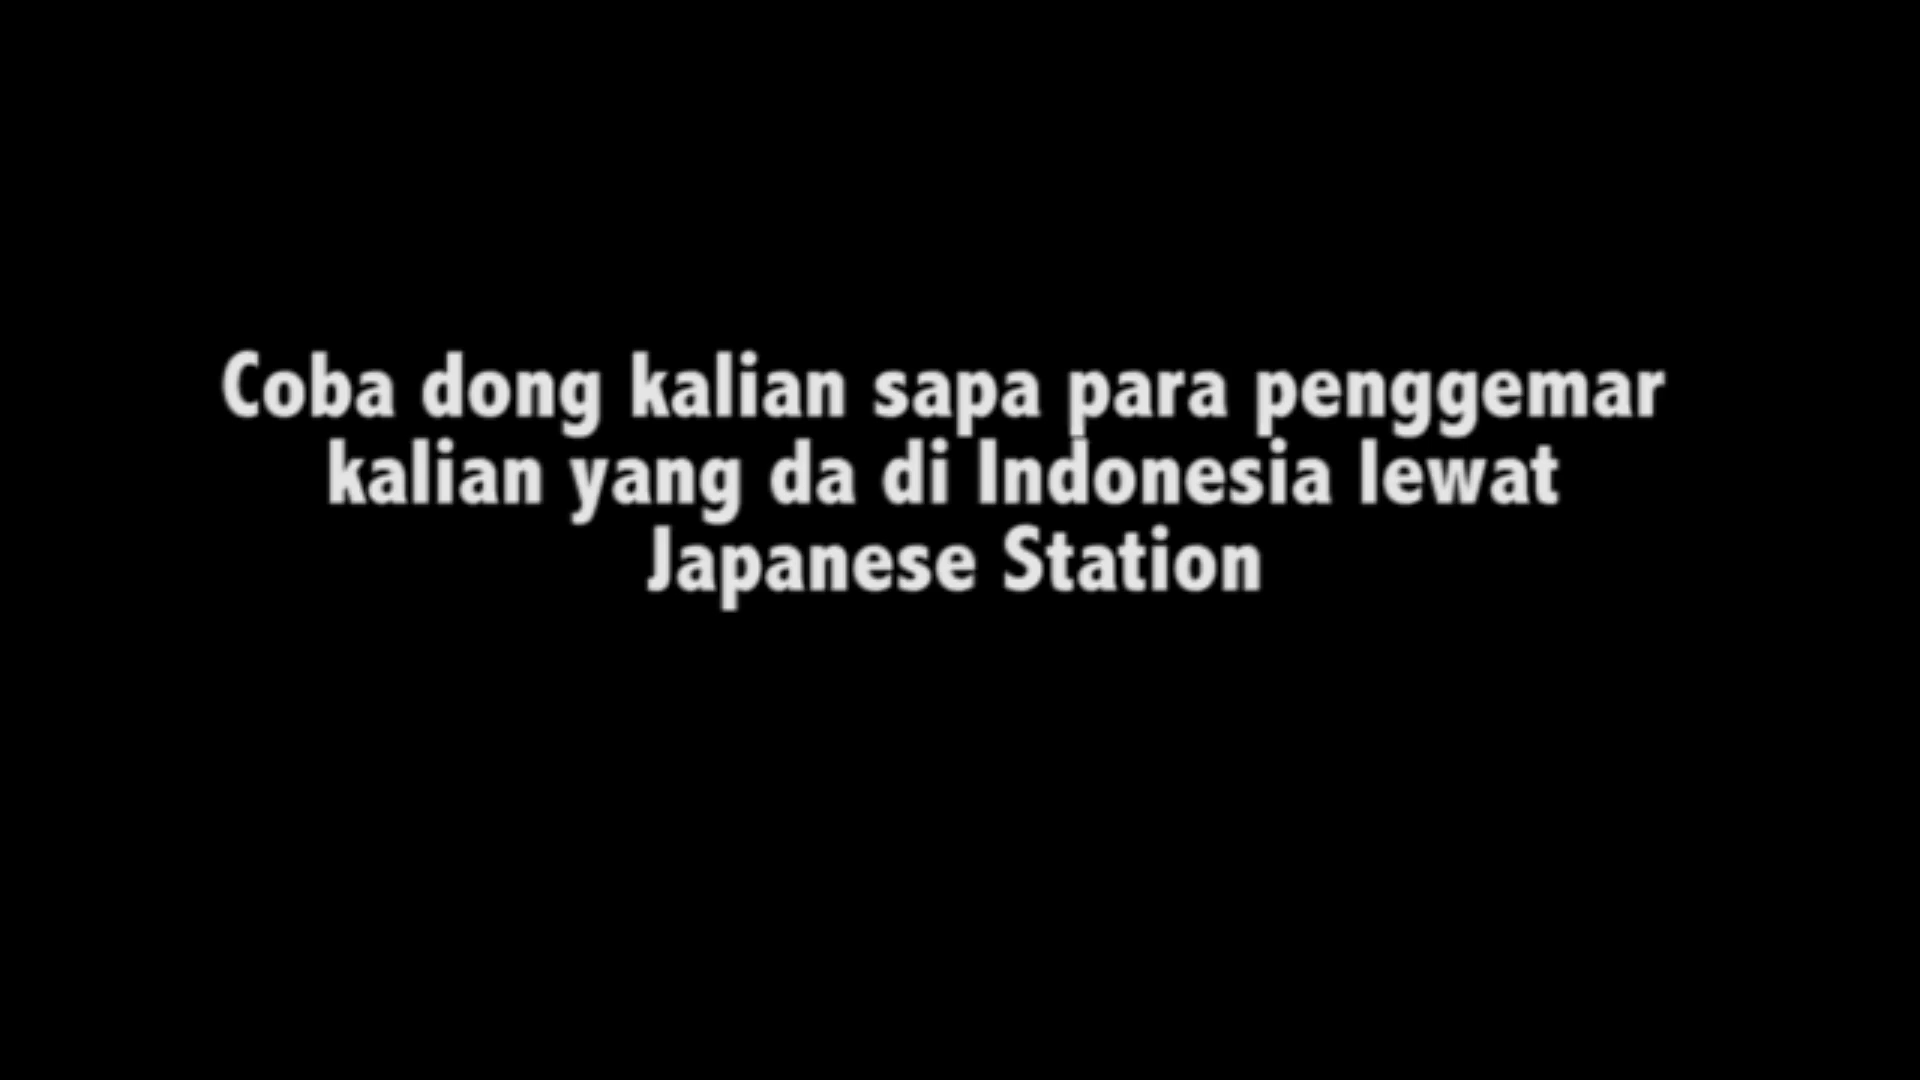 Coba dong kalian sapa para penggemar
kalian yang da di Indonesia lewat
Japanese Station